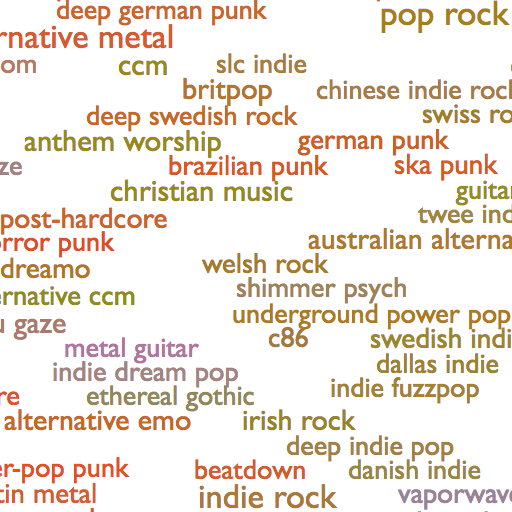 deep german punk
pop rock
rnative metal
om
ccm
slc indie
britpop
chinese indie rock
deep swedish rock
swiss ro
anthem worship
german punk
ze
brazilian punk
ska punk
christian music
guitar
post-hardcore
twee ind
orror punk
australian alterna
dreamo
welsh rock
ernative ccm
shimmer psych
u gaze
underground power pop
c86
swedish indi
metal guitar
dallas indie
indie dream pop
re
ethereal gothic
indie fuzzpop
alternative emo
irish rock
deep indie pop
er-pop punk
beatdown
danish indie
tin metal
indie rock
vaporwave